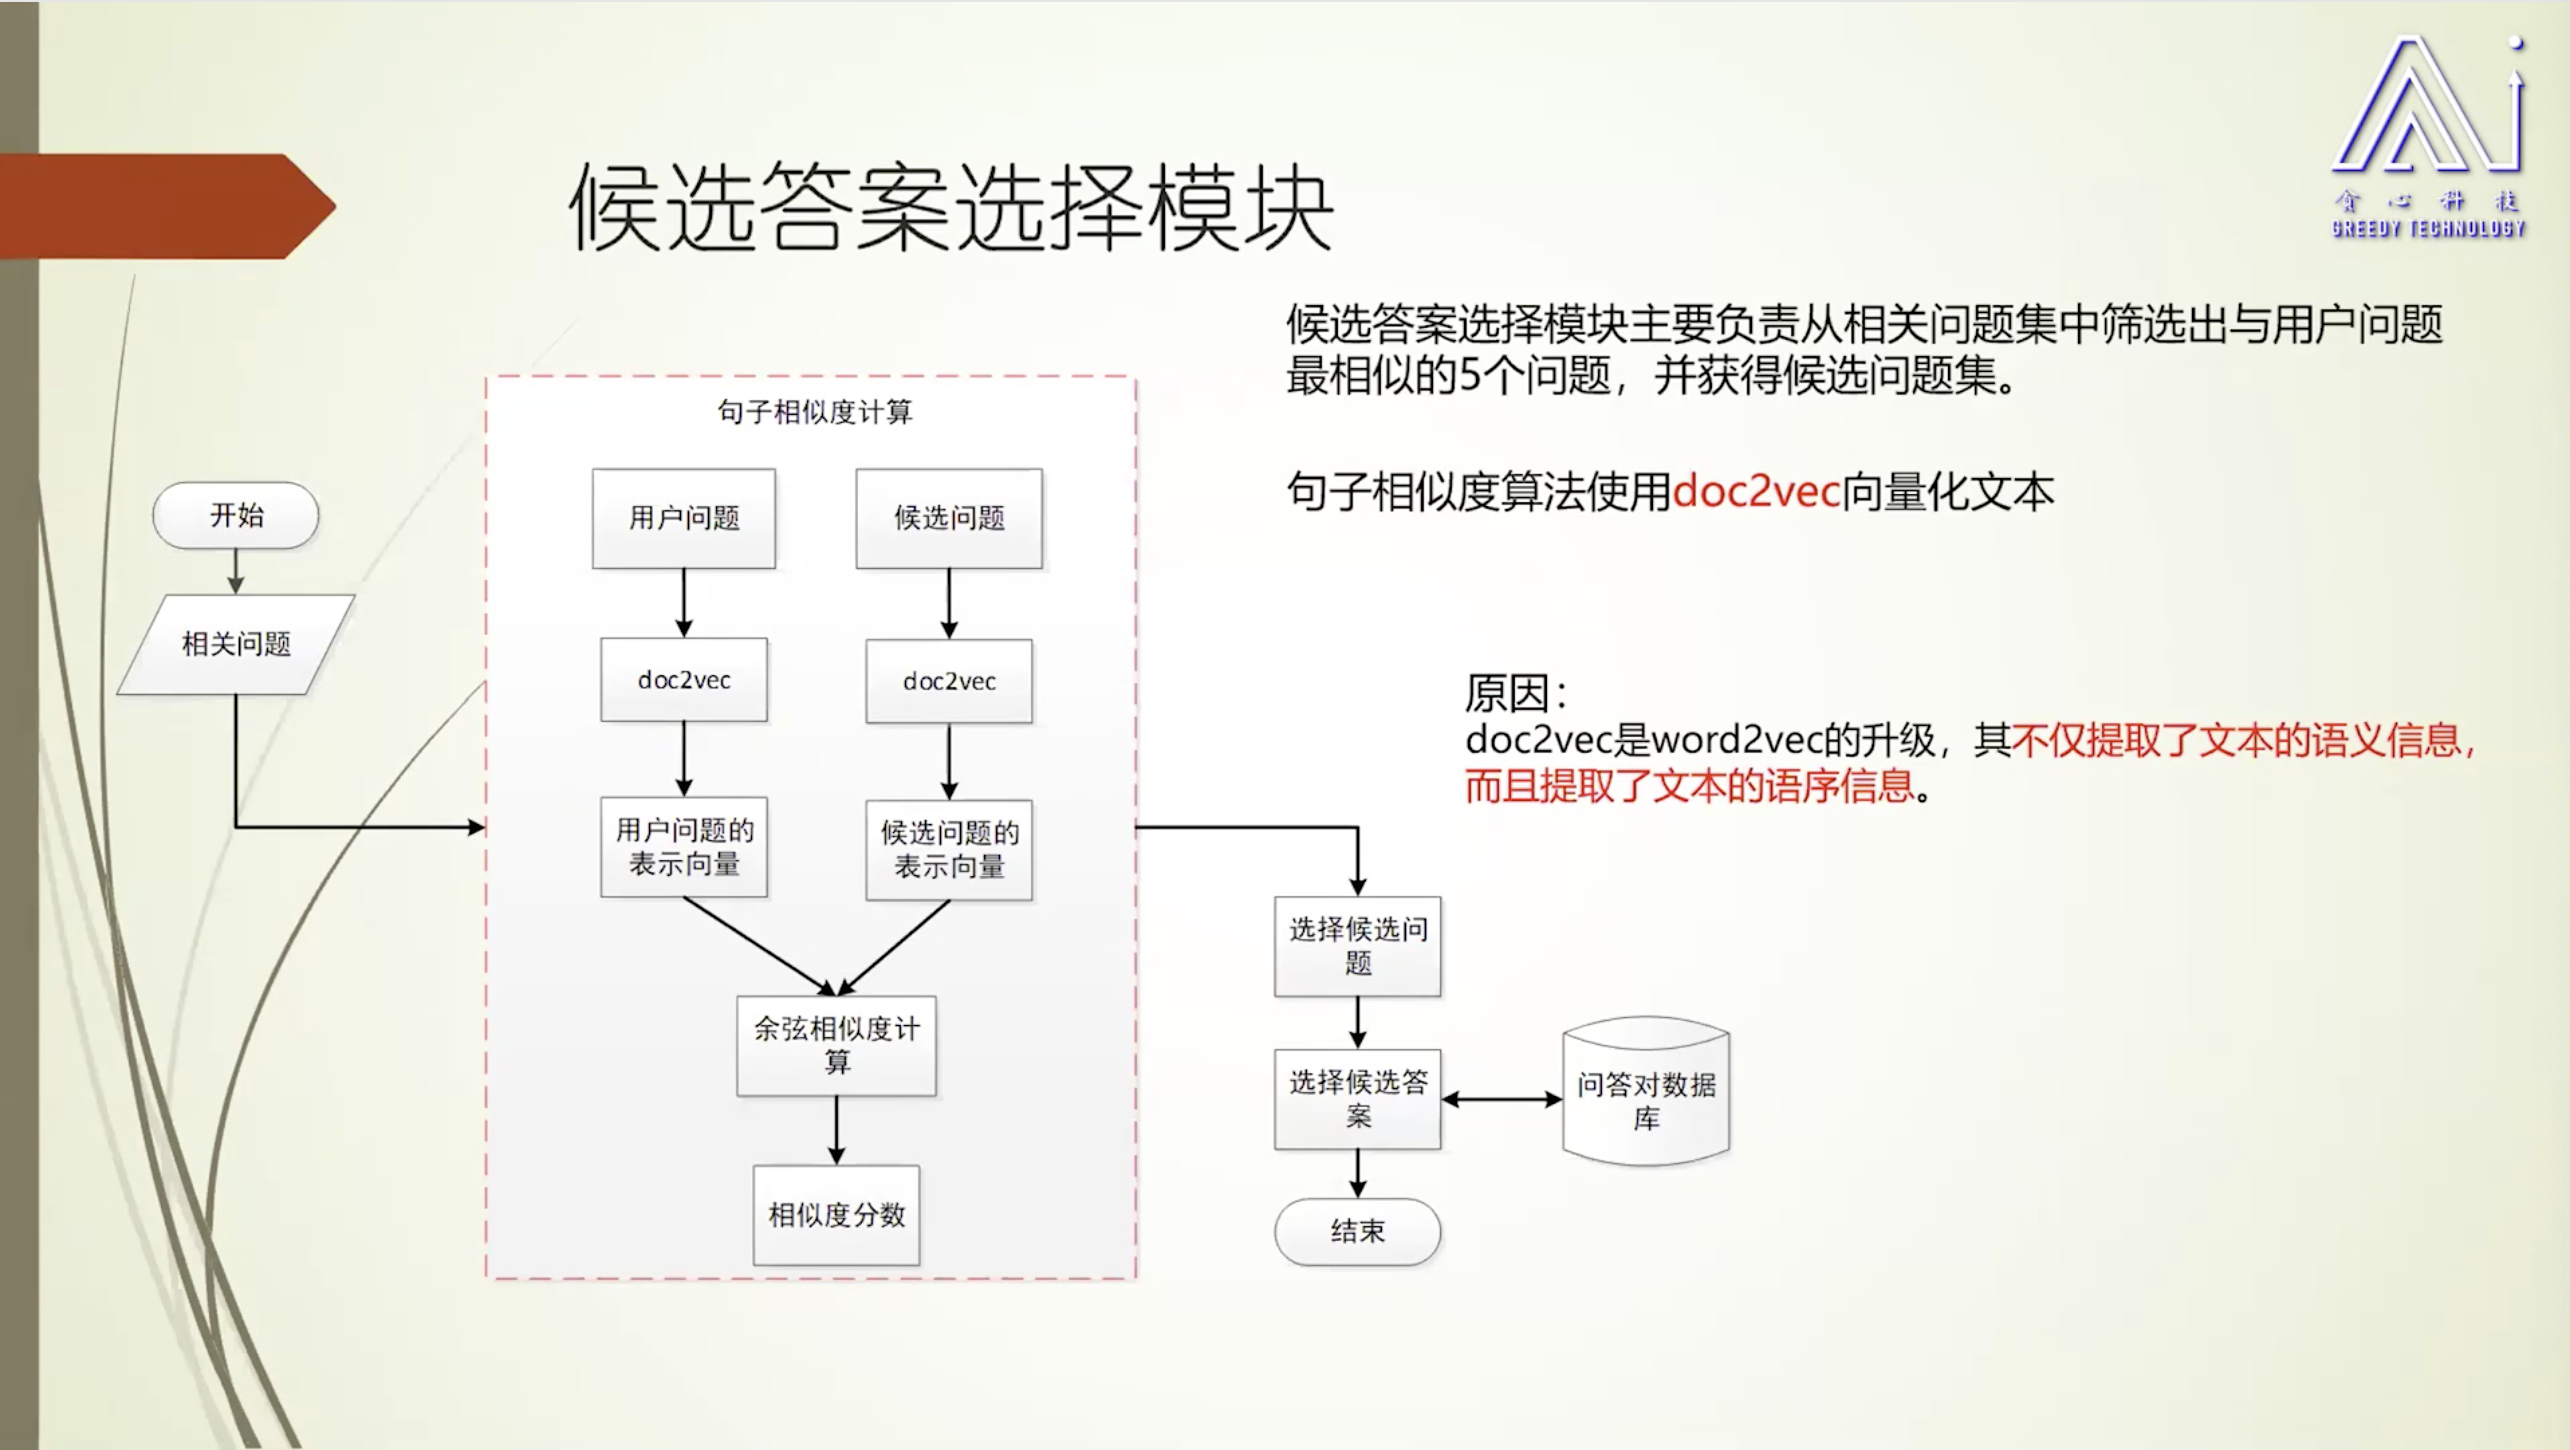 贪心科技
GREEDY TECHNOLOGY
候选答案选择模块
候选答案选择模块主要负责从相关问题集中筛选出与用户问题
最相似的5个问题，并获得候选问题集。
句子相似度算法使用doc2vec向量化文本
原因：
doc2vec是word2vec的升级，其不仅提取了文本的语义信息，
而且提取了文本的语序信息。
开始
相关问题
句子相似度计算
用户问题
候选问题
doc2vec
doc2vec
用户问题的
表示向量
候选问题的
表示向量
余弦相似度计
算
相似度分数
选择候选问
题
选择候选答
案
问答对数据
库
结束